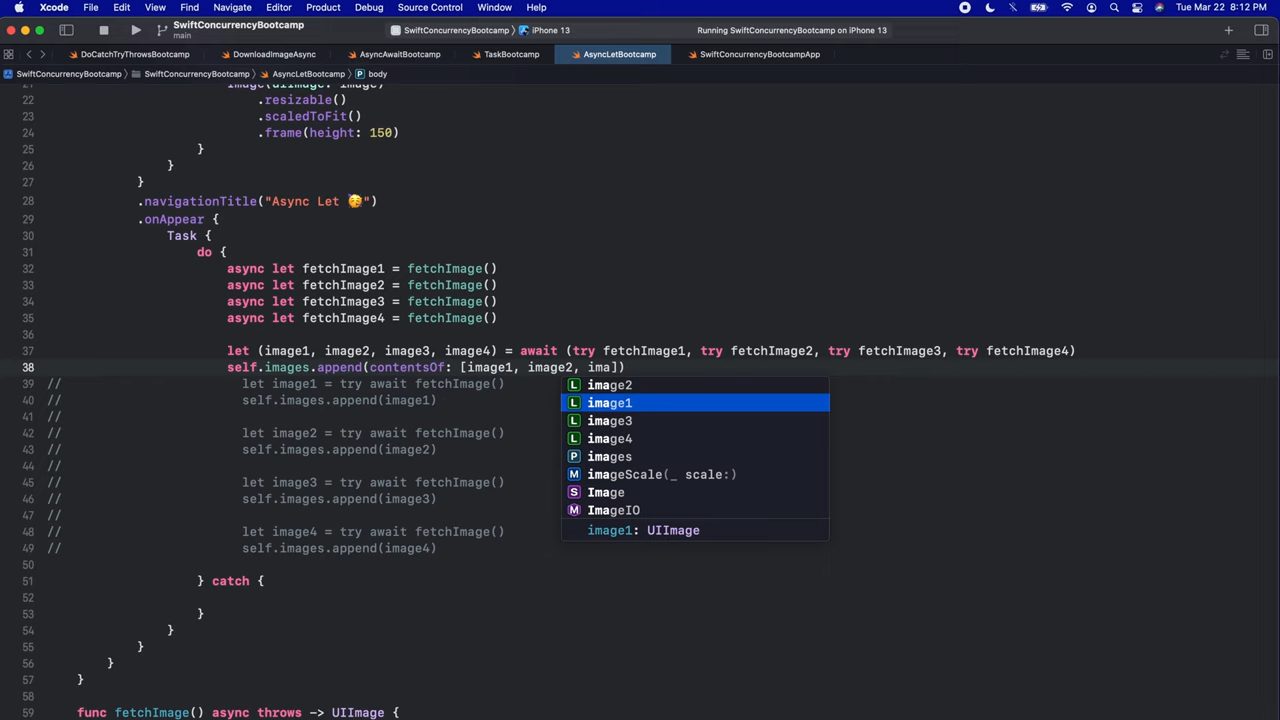 Xcode File Edit View Find Navigate Editor Product Debug Source Control Window Help Tue Mar 22 8:12 PM
SwiftConcurrencyBootcamp
main
SwiftConcurrencyBootcamp iPhone 13
Running SwiftConcurrencyBootcamp on iPhone 13
DoCatchTryThrowsBootcamp DownloadImageAsync AsyncAwaitBootcamp TaskBootcamp AsyncLetBootcamp SwiftConcurrencyBootcampApp
SwiftConcurrencyBootcamp SwiftConcurrencyBootcamp AsyncLetBootcamp P body
21 Image(uiImage: image)
22 .resizable()
23 .scaledToFit()
24 .frame(height: 150)
25 }
26 }
27 }
28 .navigationTitle("Async Let 🥳")
29 .onAppear {
30 Task {
31 do {
32 async let fetchImage1 = fetchImage()
33 async let fetchImage2 = fetchImage()
34 async let fetchImage3 = fetchImage()
35 async let fetchImage4 = fetchImage()
36
37 let (image1, image2, image3, image4) = await (try fetchImage1, try fetchImage2, try fetchImage3, try fetchImage4)
38 self.images.append(contentsOf: [image1, image2, ima])
39 // let image1 = try await fetchImage()
40 // self.images.append(image1)
41 //
42 // let image2 = try await fetchImage()
43 // self.images.append(image2)
44 //
45 // let image3 = try await fetchImage()
46 // self.images.append(image3)
47 //
48 // let image4 = try await fetchImage()
49 // self.images.append(image4)
50
51 } catch {
52
53 }
54 }
55 }
56 }
57 }
58
59 func fetchImage() async throws -> UIImage {
L image2
L image1
L image3
L image4
P images
M imageScale(_ scale:)
S Image
M ImageIO
image1: UIImage